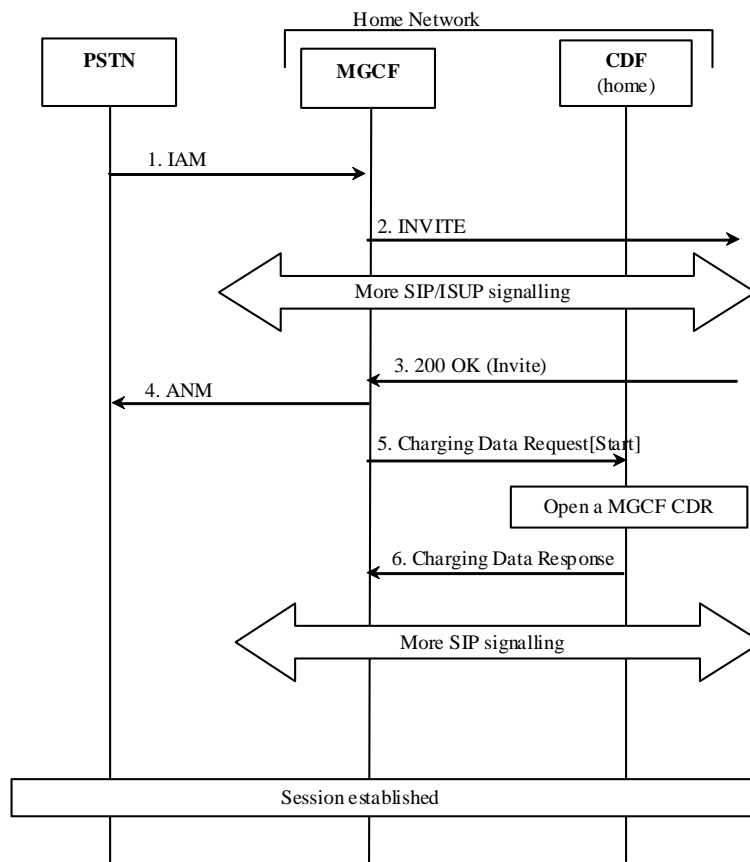 Home Network
PSTN
MGCF
CDF
(home)
1. IAM
2. INVITE
More SIP/ISUP signalling
3. 200 OK (Invite)
4. ANM
5. Charging Data Request[Start]
Open a MGCF CDR
6. Charging Data Response
More SIP signalling
Session established